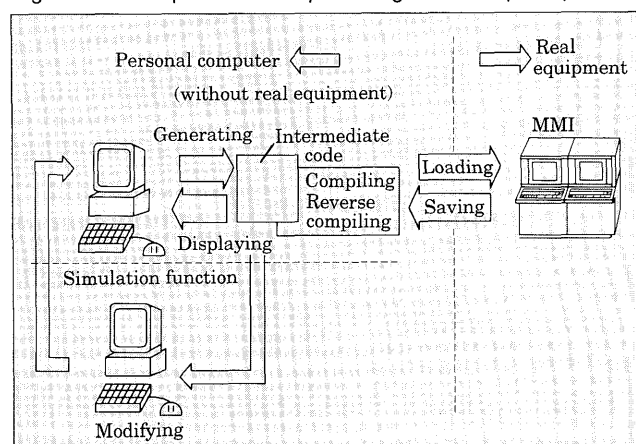 Personal computer
(without real equipment)
Real
equipment
MMI
Generating
Intermediate
code
Compiling
Reverse
compiling
Loading
Saving
Displaying
Simulation function
Modifying